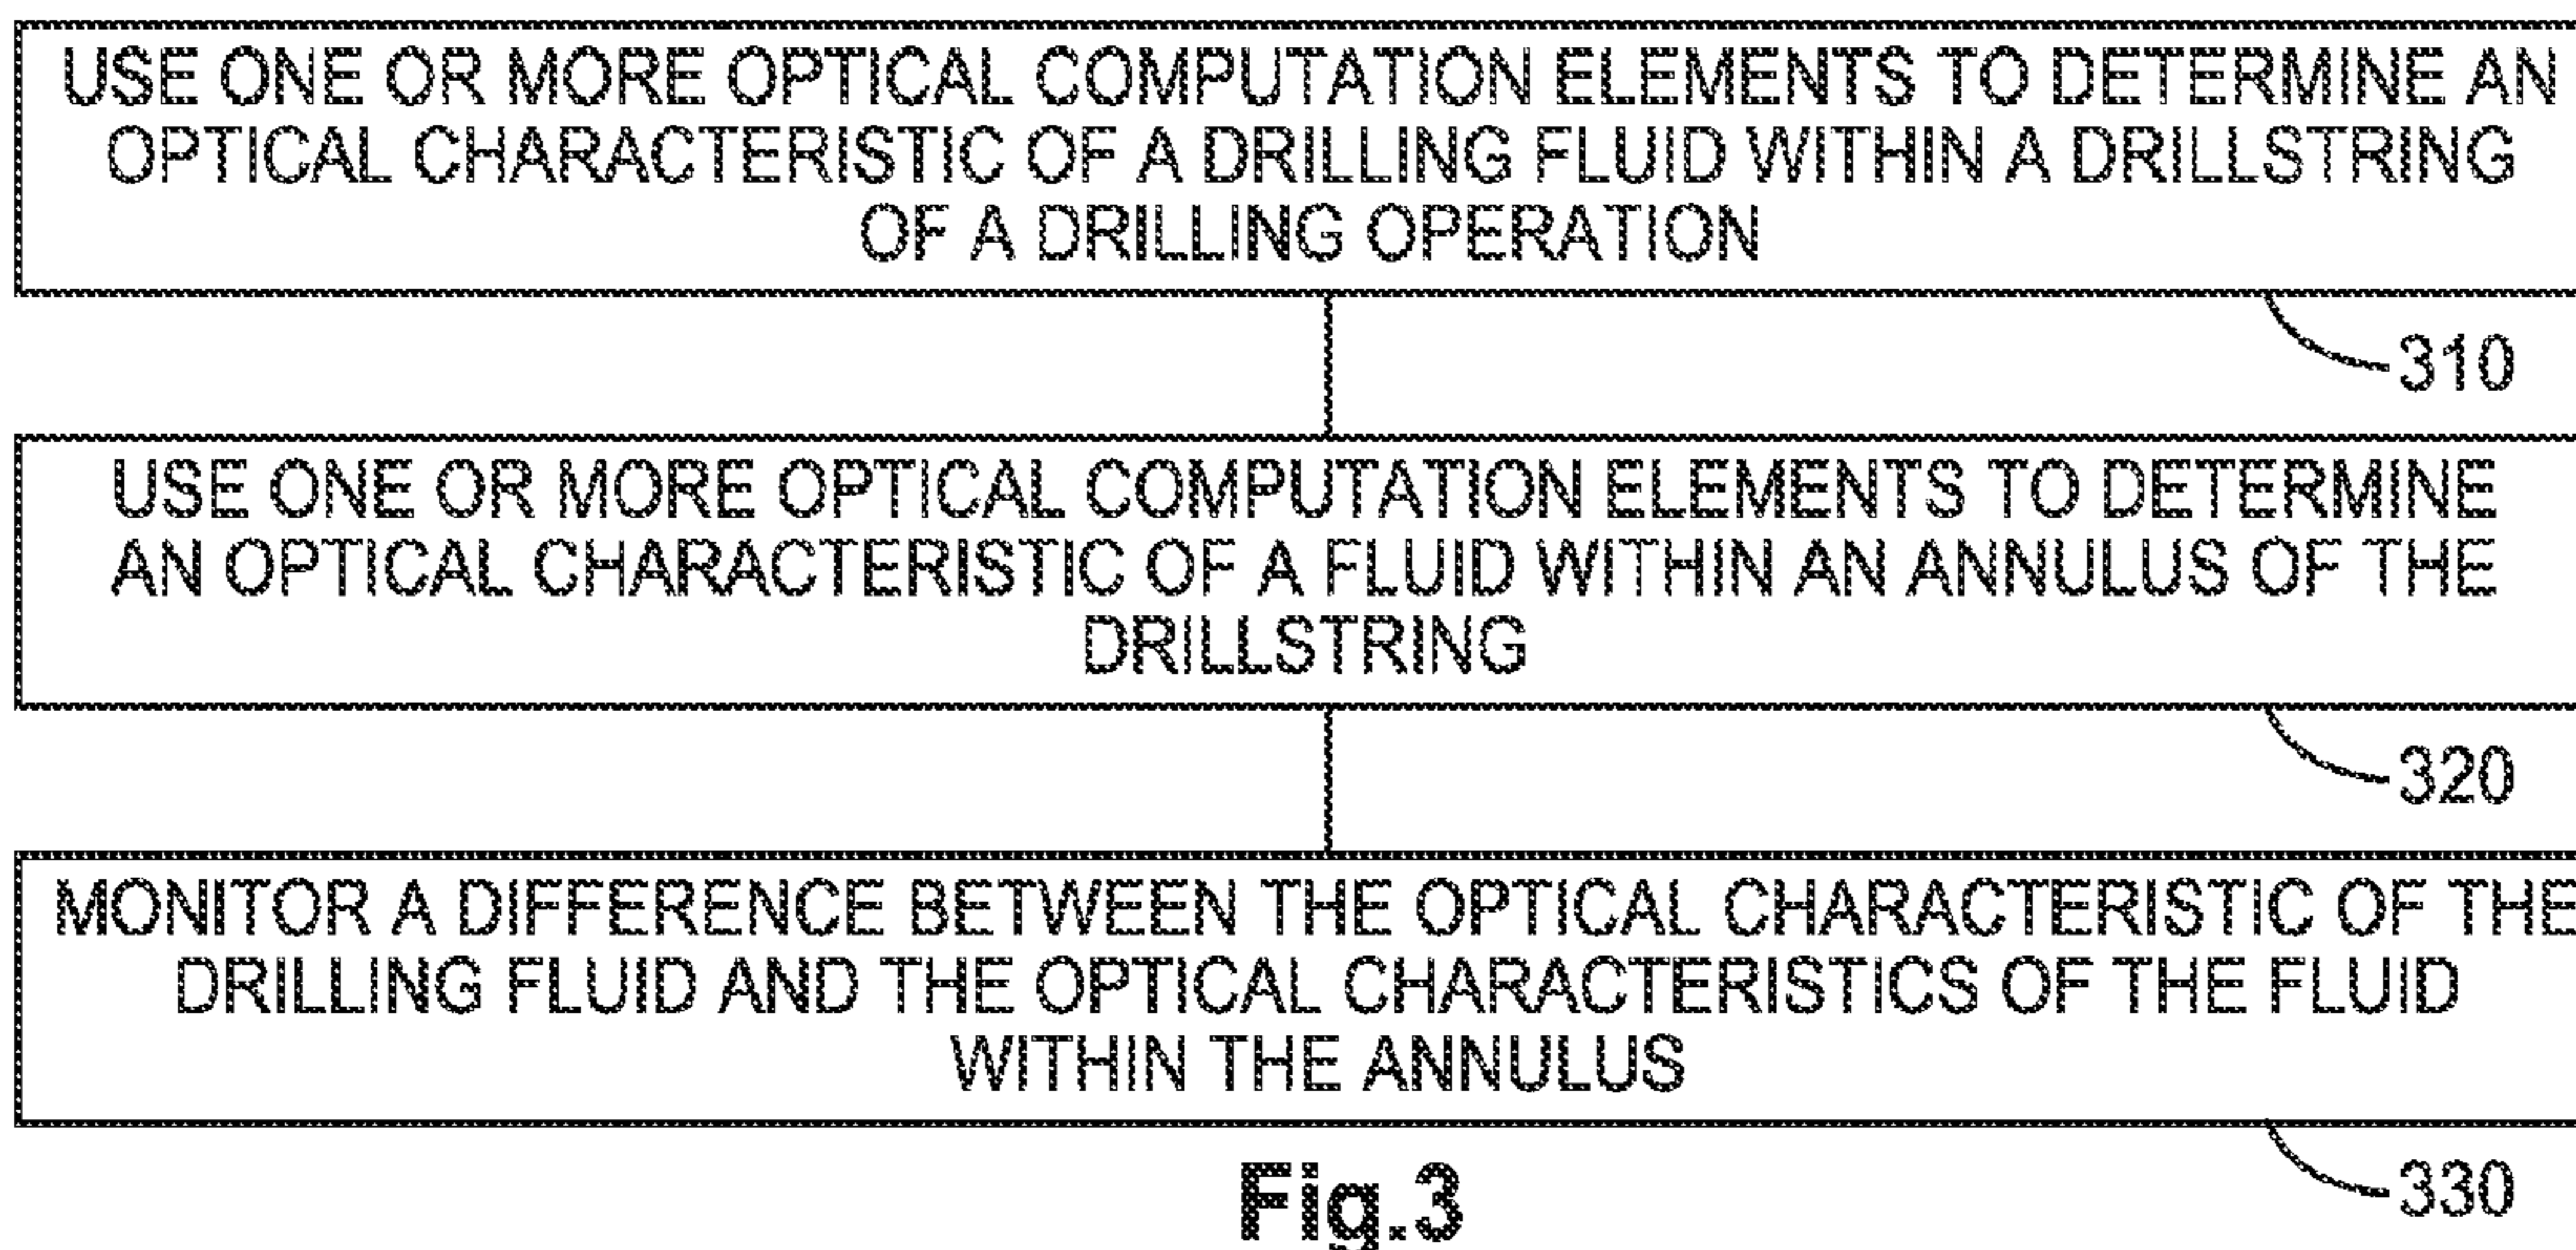 USE ONE OR MORE OPTICAL COMPUTATION ELEMENTS TO DETERMINE AN
OPTICAL CHARACTERISTIC OF A DRILLING FLUID WITHIN A DRILLSTRING
OF A DRILLING OPERATION
310
USE ONE OR MORE OPTICAL COMPUTATION ELEMENTS TO DETERMINE
AN OPTICAL CHARACTERISTIC OF A FLUID WITHIN AN ANNULUS OF THE
DRILLSTRING
320
MONITOR A DIFFERENCE BETWEEN THE OPTICAL CHARACTERISTIC OF THE
DRILLING FLUID AND THE OPTICAL CHARACTERISTICS OF THE FLUID
WITHIN THE ANNULUS
330
Fig.3